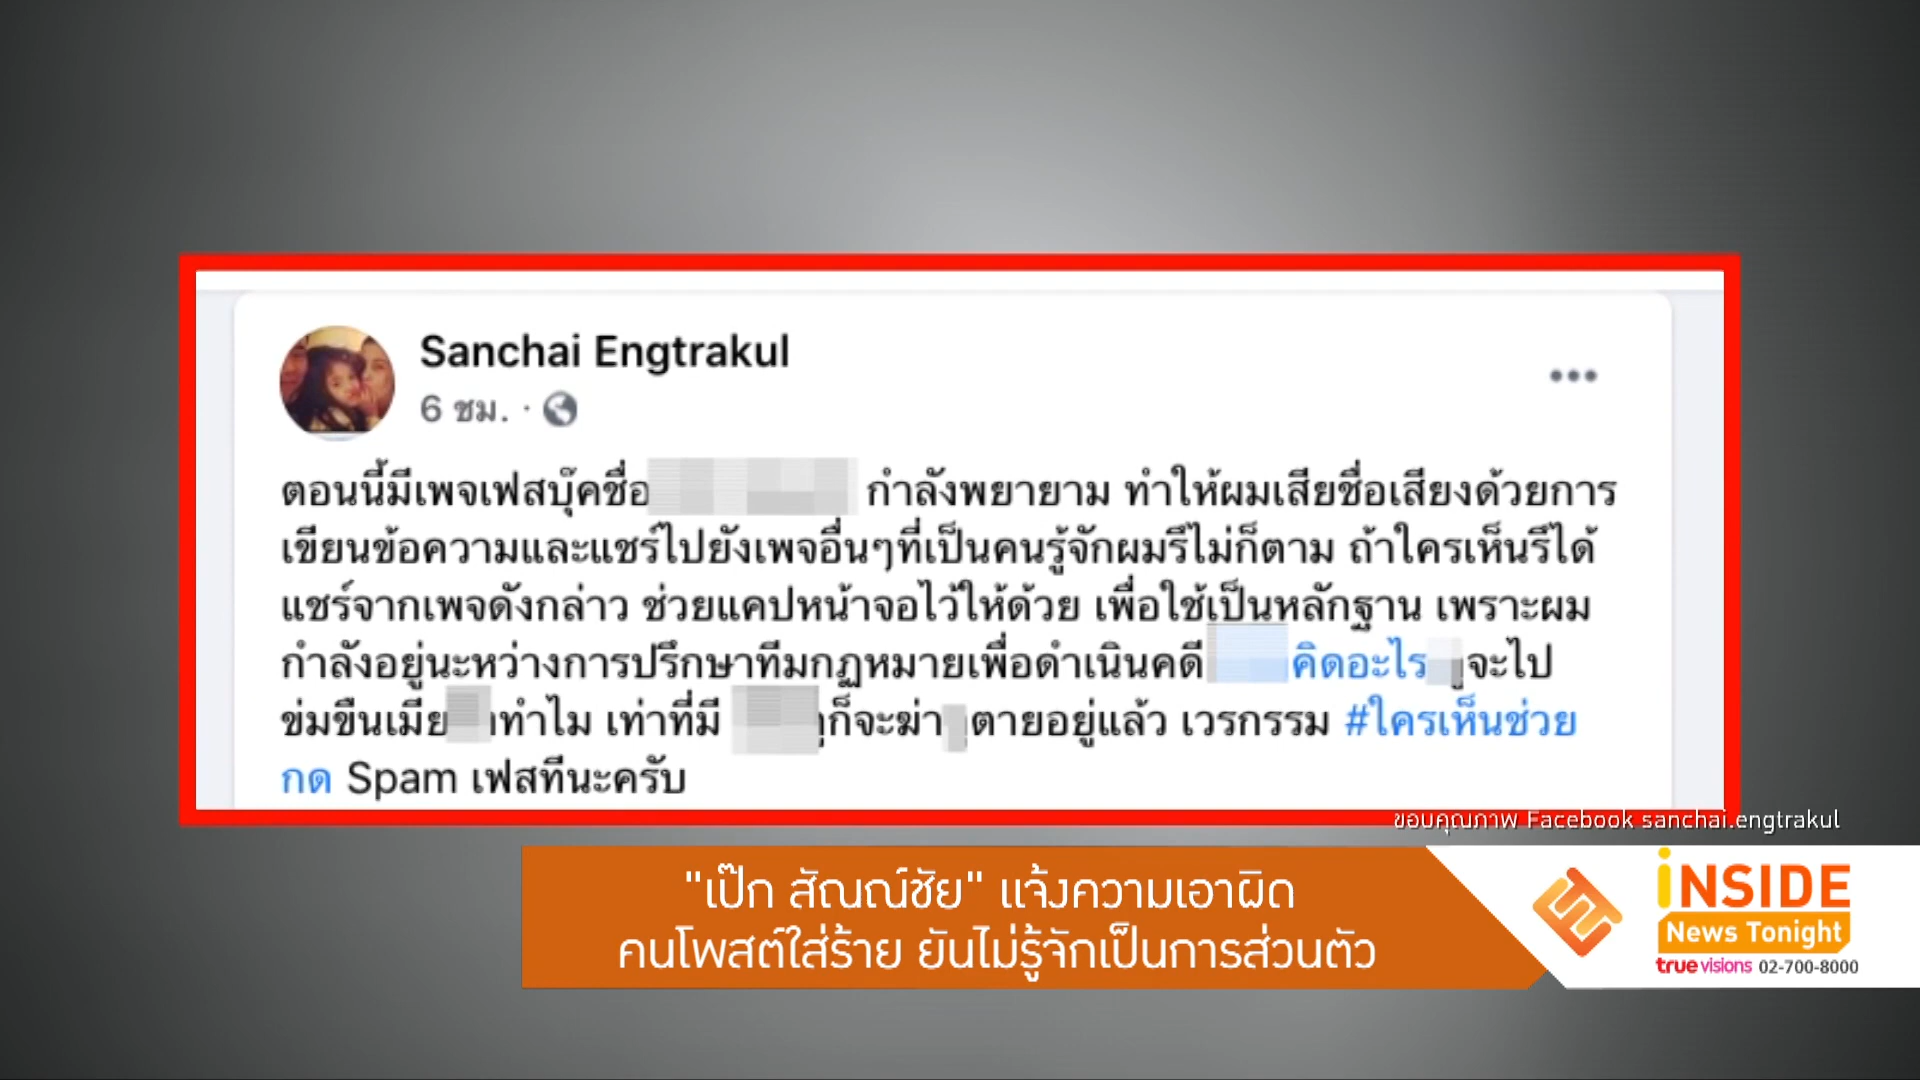 Sanchai Engtrakul
6 ชม. ·
ตอนนี้มีเพจเฟสบุ๊คชื่อ กำลังพยายาม ทำให้ผมเสียชื่อเสียงด้วยการ
เขียนข้อความและแชร์ไปยังเพจอื่นๆที่เป็นคนรู้จักผมรึไม่ก็ตาม ถ้าใครเห็นรึได้
แชร์จากเพจดังกล่าว ช่วยแคปหน้าจอไว้ให้ด้วย เพื่อใช้เป็นหลักฐาน เพราะผม
กำลังอยู่นะหว่างการปรึกษาทีมกฏหมายเพื่อดำเนินคดี คิดอะไร จะไป
ข่มขืนเมีย ทำไม เท่าที่มี ก็จะฆ่า ตายอยู่แล้ว เวรกรรม #ใครเห็นช่วย
กด Spam เฟสทีนะครับ
ขอบคุณภาพ Facebook sanchai.engtrakul
"เป๊ก สัณณ์ชัย" แจ้งความเอาผิด
คนโพสต์ใส่ร้าย ยันไม่รู้จักเป็นการส่วนตัว
iNSIDE
News Tonight
truevisions 02-700-8000